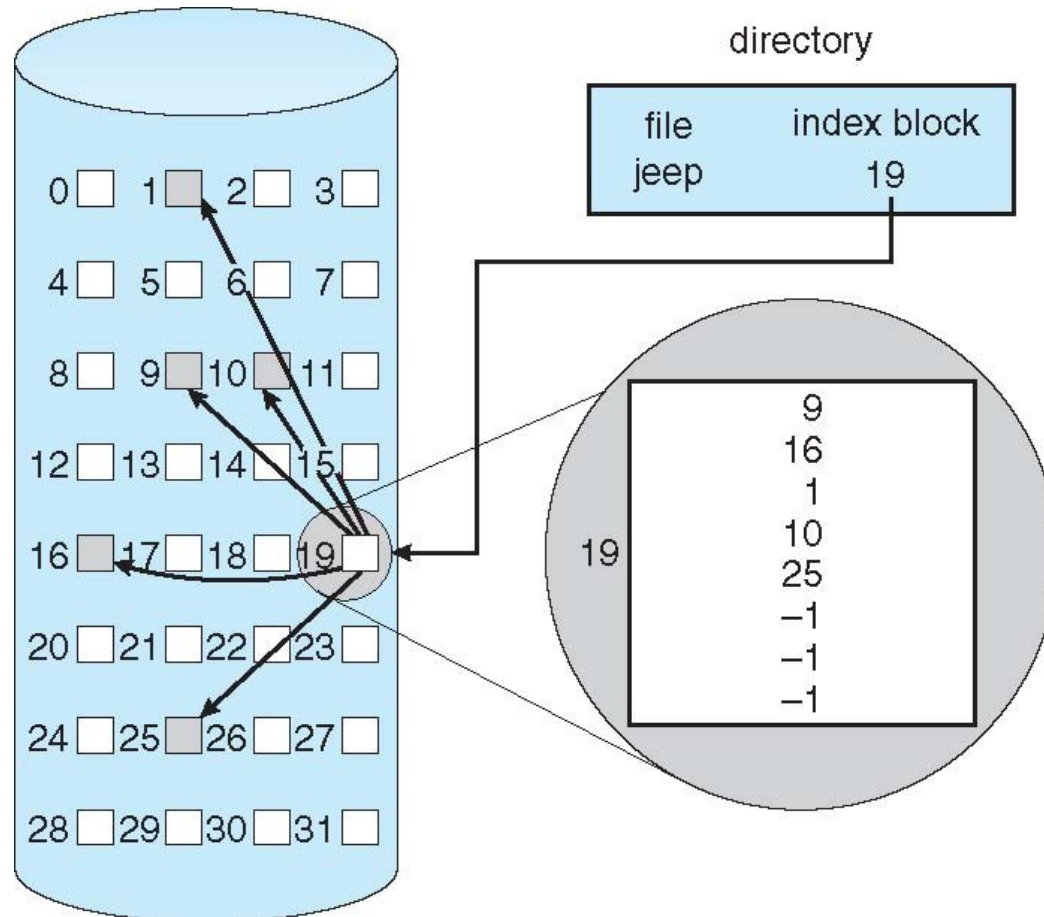 directory
file index block
jeep 19
0 1 2 3
4 5 6 7
8 9 10 11
12 13 14 15
16 17 18 19
20 21 22 23
24 25 26 27
28 29 30 31
19
9
16
1
10
25
–1
–1
–1